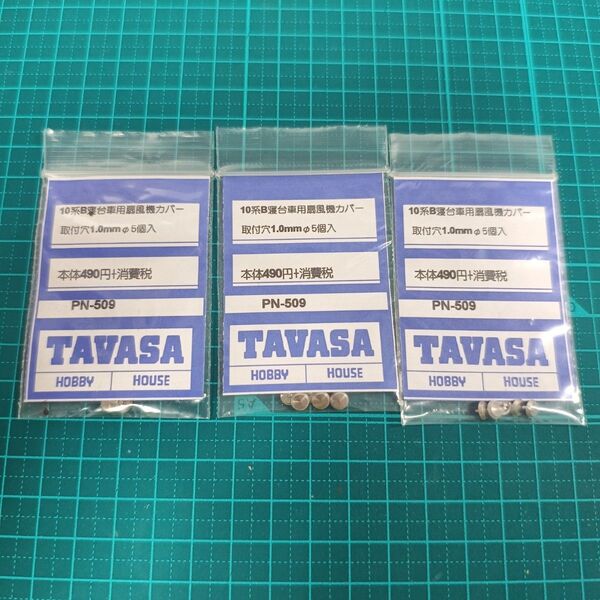 10系B寝台車用扇風機カバー
取付穴1.0mmφ5個入
本体490円+消費税
PN-509
TAVASA
HOBBY HOUSE
10系B寝台車用扇風機カバー
取付穴1.0mmφ5個入
本体490円+消費税
PN-509
TAVASA
HOBBY HOUSE
10系B寝台車用扇風機カバー
取付穴1.0mmφ5個入
本体490円+消費税
PN-509
TAVASA
HOBBY HOUSE